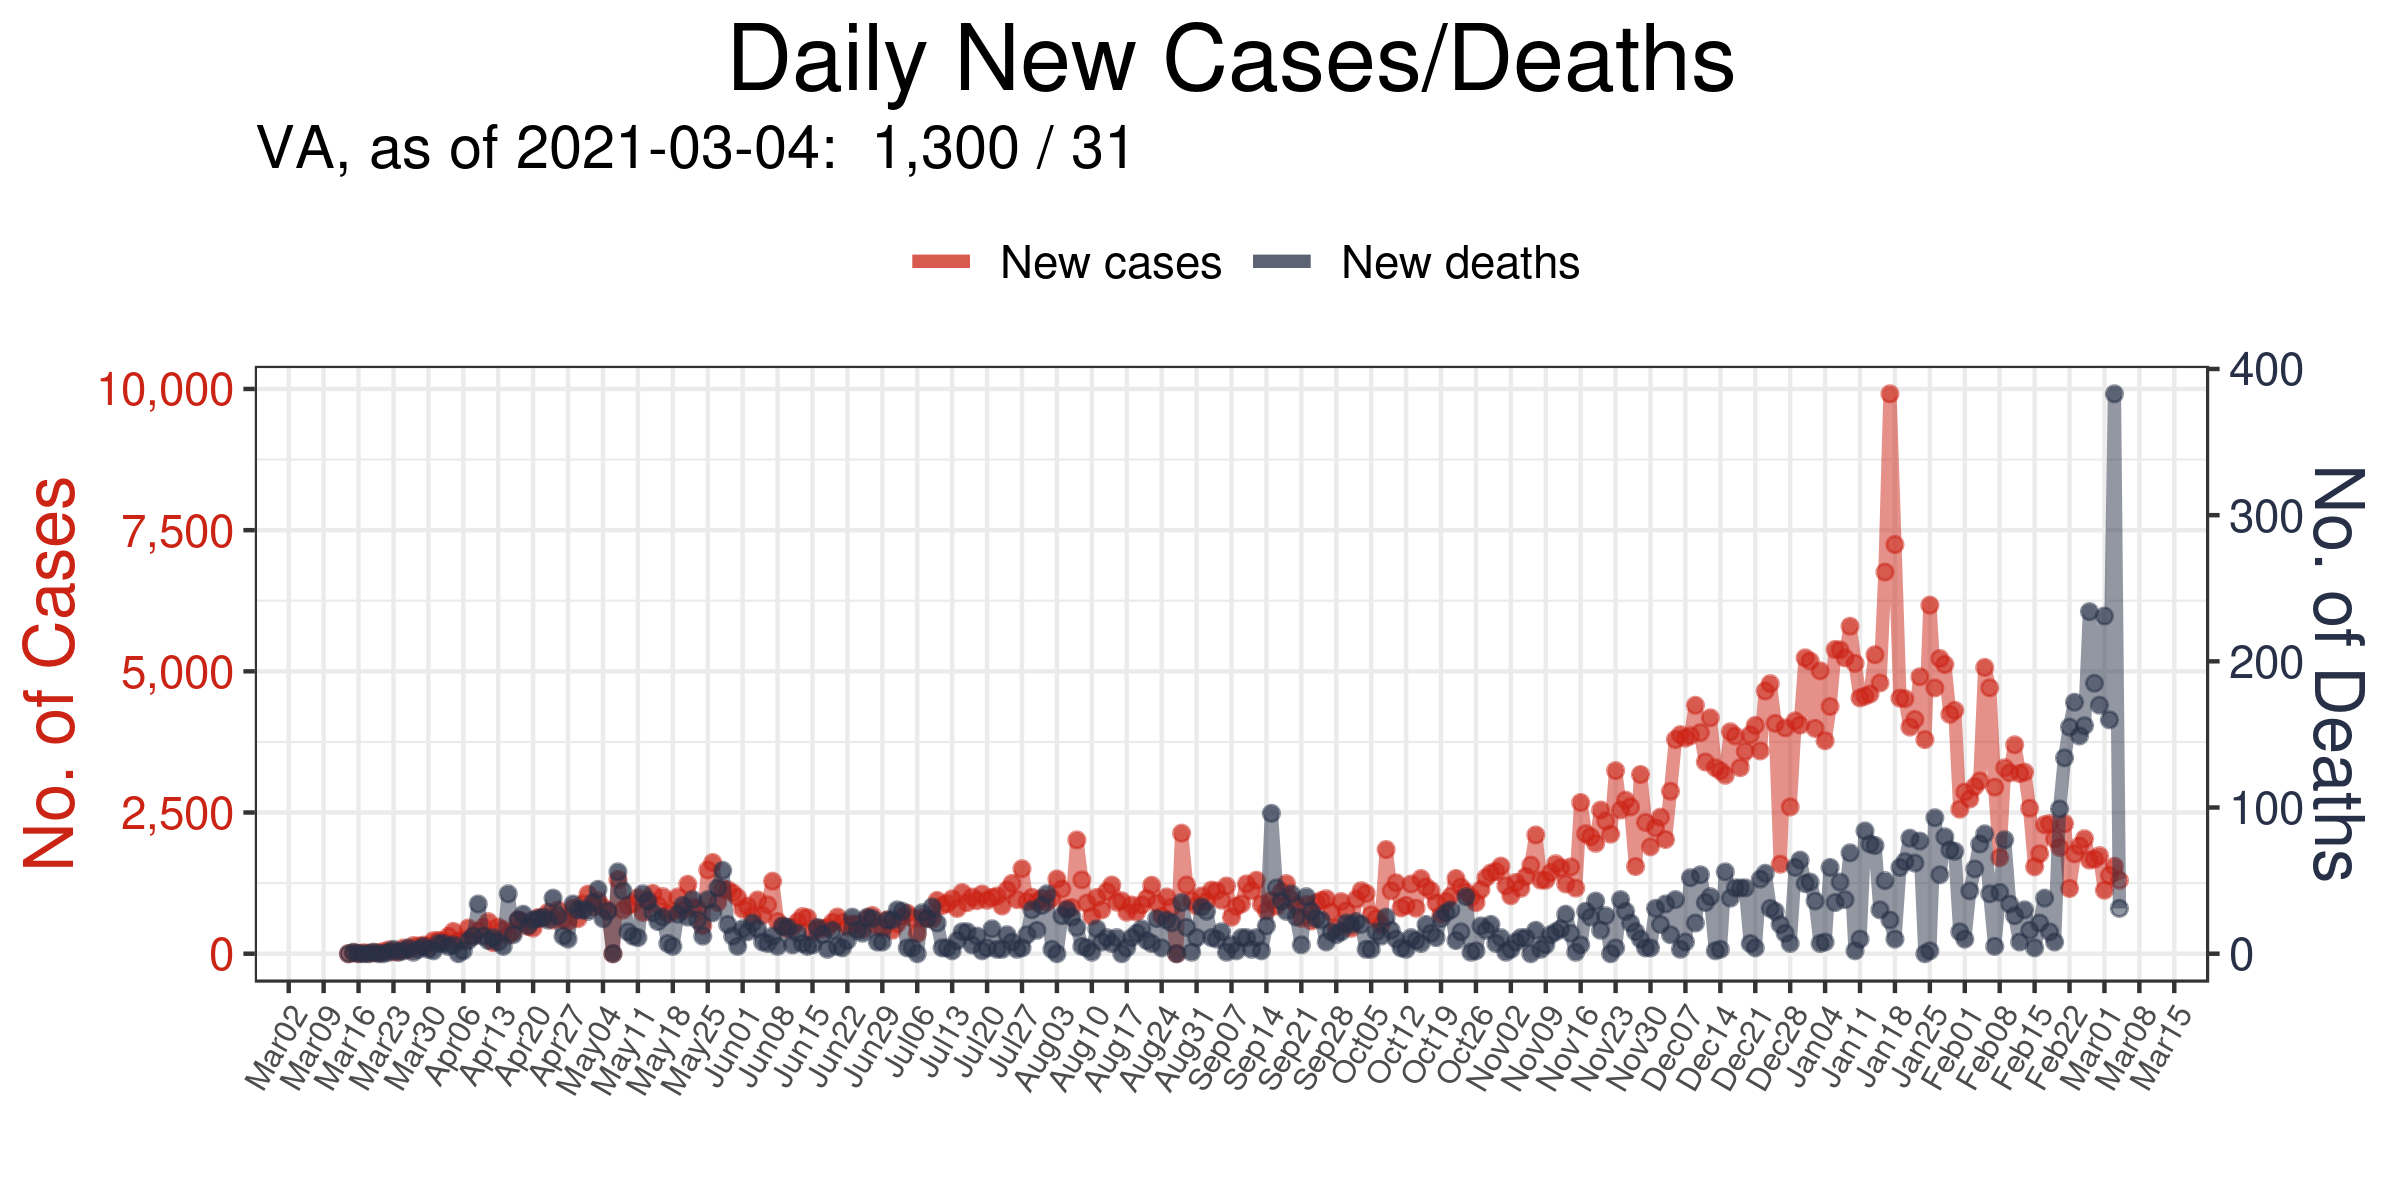 Daily New Cases/Deaths
VA, as of 2021-03-04:  1,300 / 31
New cases
New deaths
No. of Cases
10,000
7,500
5,000
2,500
0
400
300
200
100
0
No. of Deaths
Mar02
Mar09
Mar16
Mar23
Mar30
Apr06
Apr13
Apr20
Apr27
May04
May11
May18
May25
Jun01
Jun08
Jun15
Jun22
Jun29
Jul06
Jul13
Jul20
Jul27
Aug03
Aug10
Aug17
Aug24
Aug31
Sep07
Sep14
Sep21
Sep28
Oct05
Oct12
Oct19
Oct26
Nov02
Nov09
Nov16
Nov23
Nov30
Dec07
Dec14
Dec21
Dec28
Jan04
Jan11
Jan18
Jan25
Feb01
Feb08
Feb15
Feb22
Mar01
Mar08
Mar15